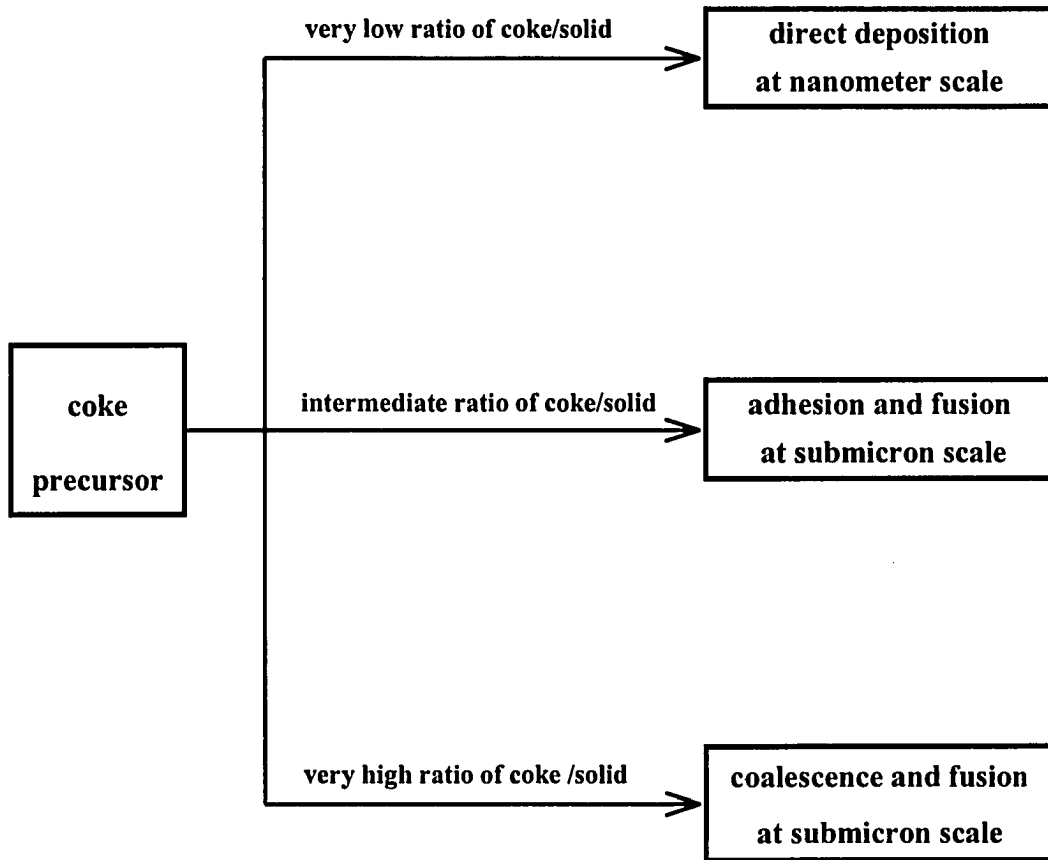 very low ratio of coke/solid
direct deposition
at nanometer scale
coke
precursor
intermediate ratio of coke/solid
adhesion and fusion
at submicron scale
very high ratio of coke /solid
coalescence and fusion
at submicron scale